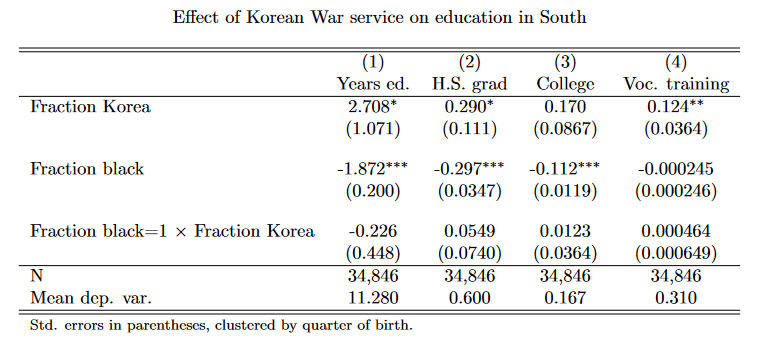 Effect of Korean War service on education in South
(1) (2) (3) (4)
Years ed. H.S. grad College Voc. training
Fraction Korea 2.708* 0.290* 0.170 0.124**
(1.071) (0.111) (0.0867) (0.0364)
Fraction black -1.872*** -0.297*** -0.112*** -0.000245
(0.200) (0.0347) (0.0119) (0.000246)
Fraction black=1 × Fraction Korea -0.226 0.0549 0.0123 0.000464
(0.448) (0.0740) (0.0364) (0.000649)
N 34,846 34,846 34,846 34,846
Mean dep. var. 11.280 0.600 0.167 0.310
Std. errors in parentheses, clustered by quarter of birth.